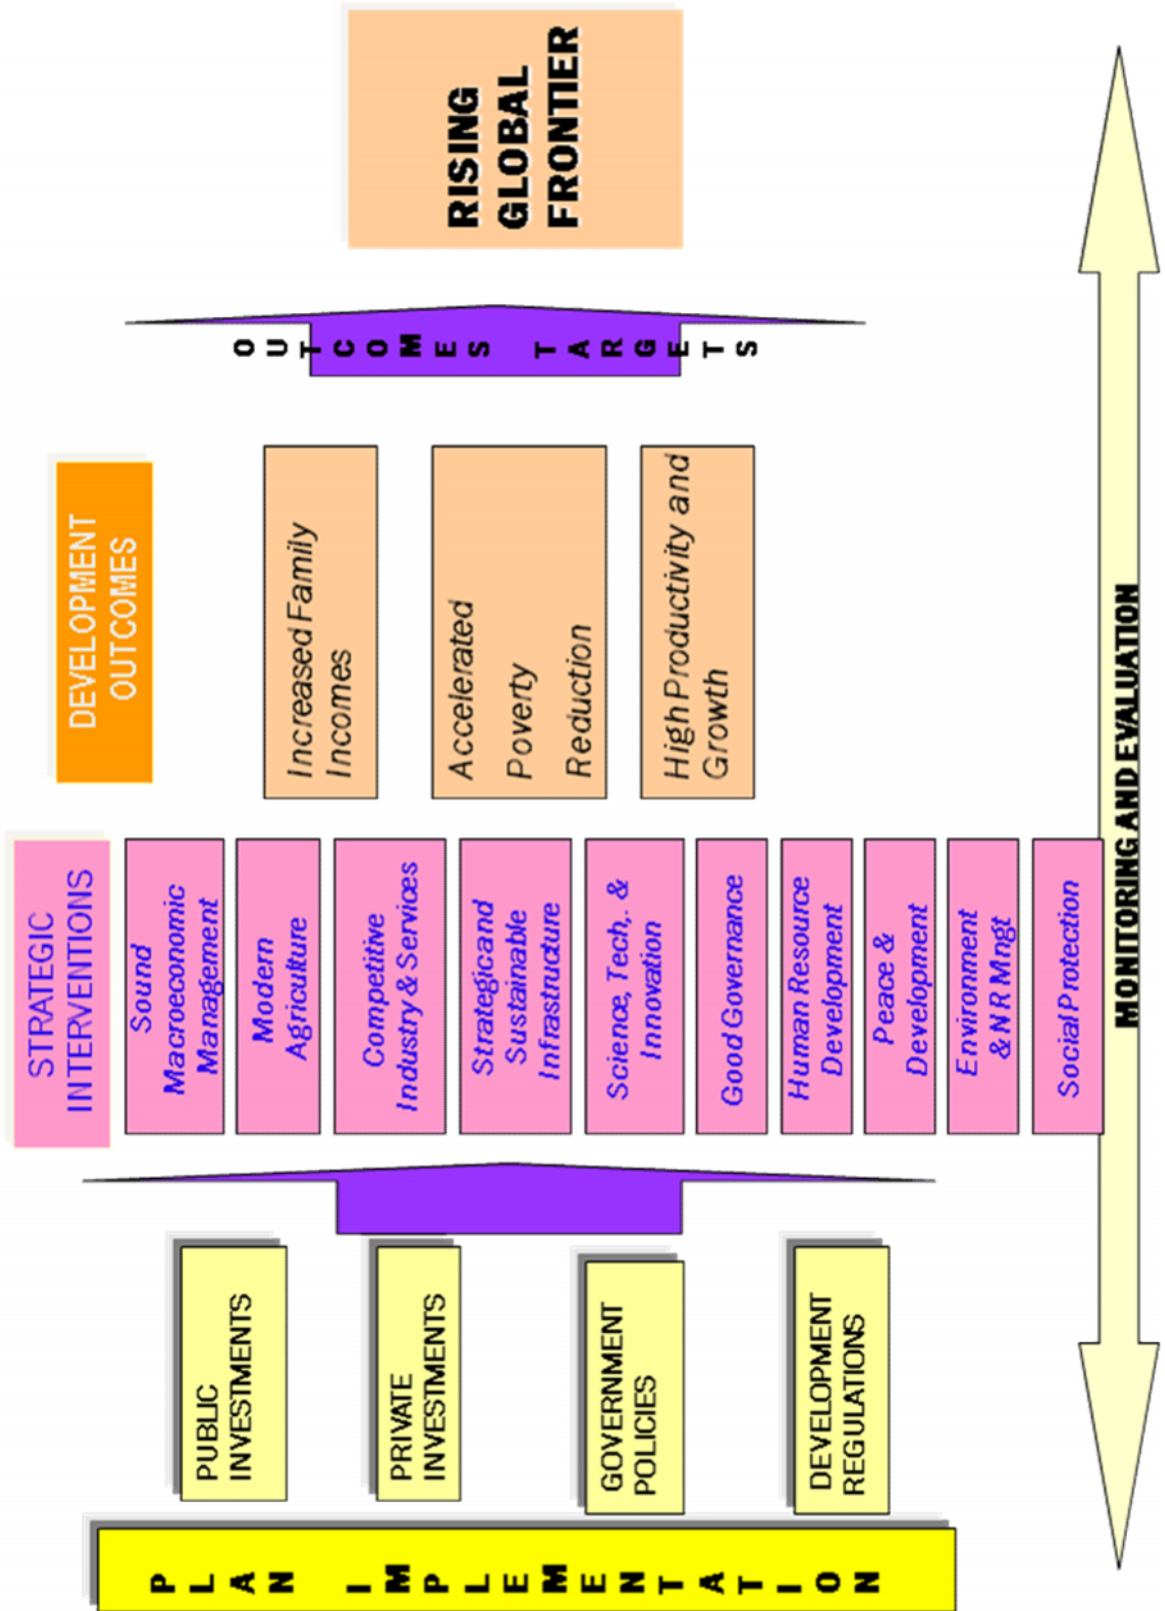 PLAN IMPLEMENTATION
PUBLIC
INVESTMENTS
PRIVATE
INVESTMENTS
GOVERNMENT
POLICIES
DEVELOPMENT
REGULATIONS
STRATEGIC
INTERVENTIONS
Sound
Macroeconomic
Management
Modern
Agriculture
Competitive
Industry & Services
Strategic and
Sustainable
Infrastructure
Science, Tech,. &
Innovation
Good Governance
Human Resource
Development
Peace &
Development
Environment
& N R Mngt
Social Protection
DEVELOPMENT
OUTCOMES
Increased Family
Incomes
Accelerated
Poverty
Reduction
High Productivity and
Growth
OUTCOMES TARGETS
RISING
GLOBAL
FRONTIER
MONITORING AND EVALUATION